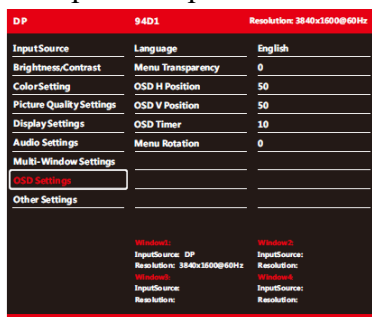 DP 94D1 Resolution: 3840x1600@60Hz
InputSource Language English
Brightness/Contrast Menu Transparency 0
ColorSetting OSD H Position 50
Picture Quality Settings OSD V Position 50
Display Settings OSD Timer 10
Audio Settings Menu Rotation 0
Multi-Window Settings
OSD Settings
Other Settings
Window1: Window2:
InputSource: DP InputSource:
Resolution: 3840x1600@60Hz Resolution:
Window3: Window4
InputSource: InputSource:
Resolution: Resolution: